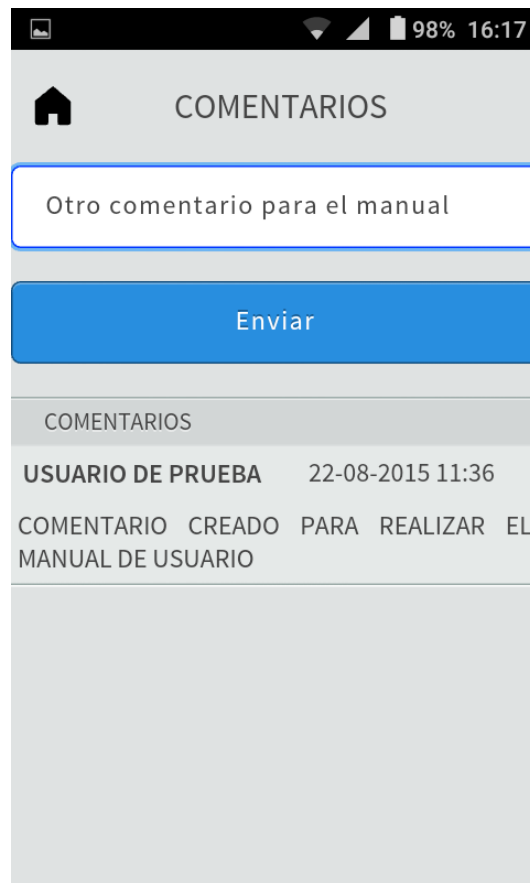 98% 16:17
COMENTARIOS
Otro comentario para el manual
Enviar
COMENTARIOS
USUARIO DE PRUEBA 22-08-2015 11:36
COMENTARIO CREADO PARA REALIZAR EL
MANUAL DE USUARIO